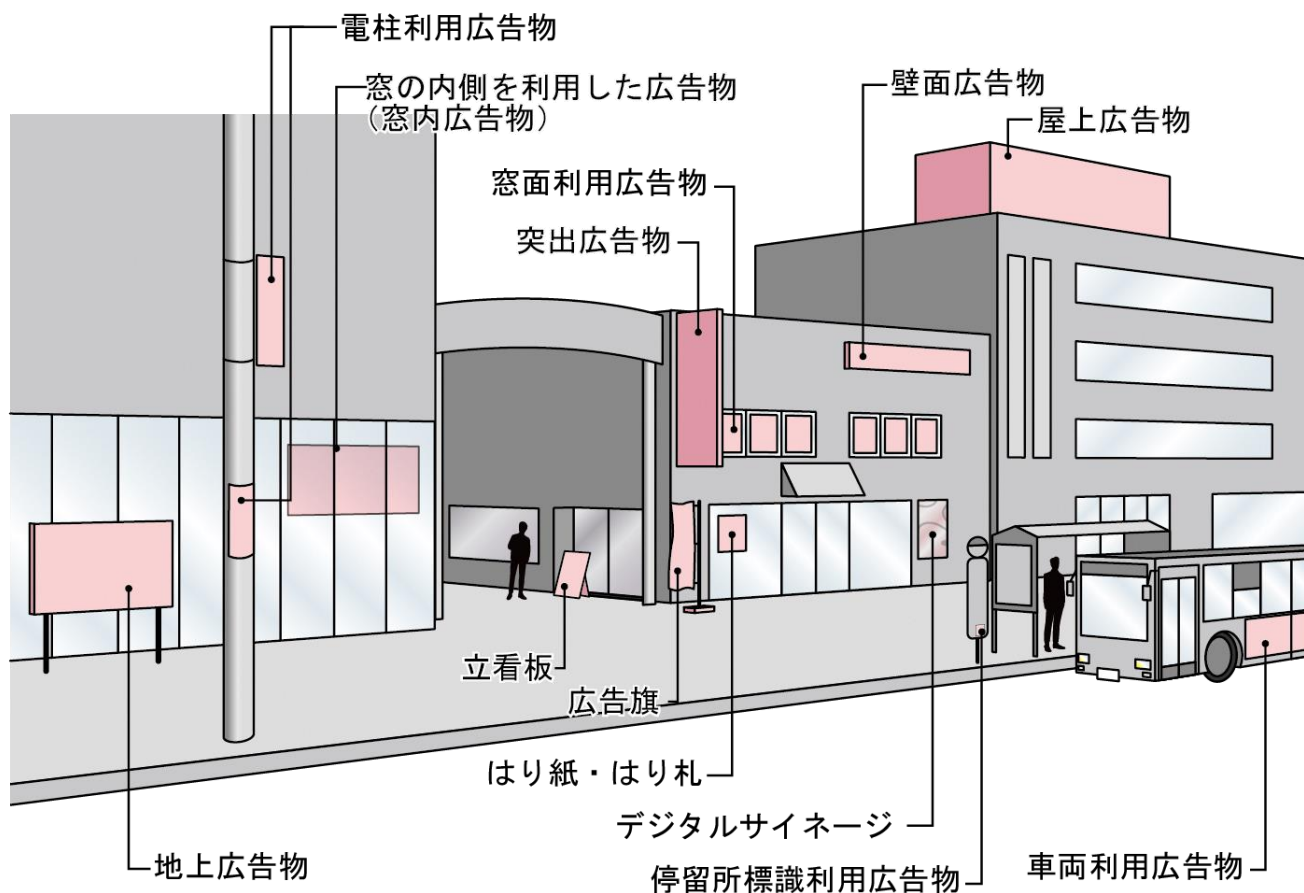 電柱利用広告物
窓の内側を利用した広告物
（窓内広告物）
壁面広告物
屋上広告物
窓面利用広告物
突出広告物
立看板
広告旗
はり紙・はり札
デジタルサイネージ
地上広告物
停留所標識利用広告物
車両利用広告物